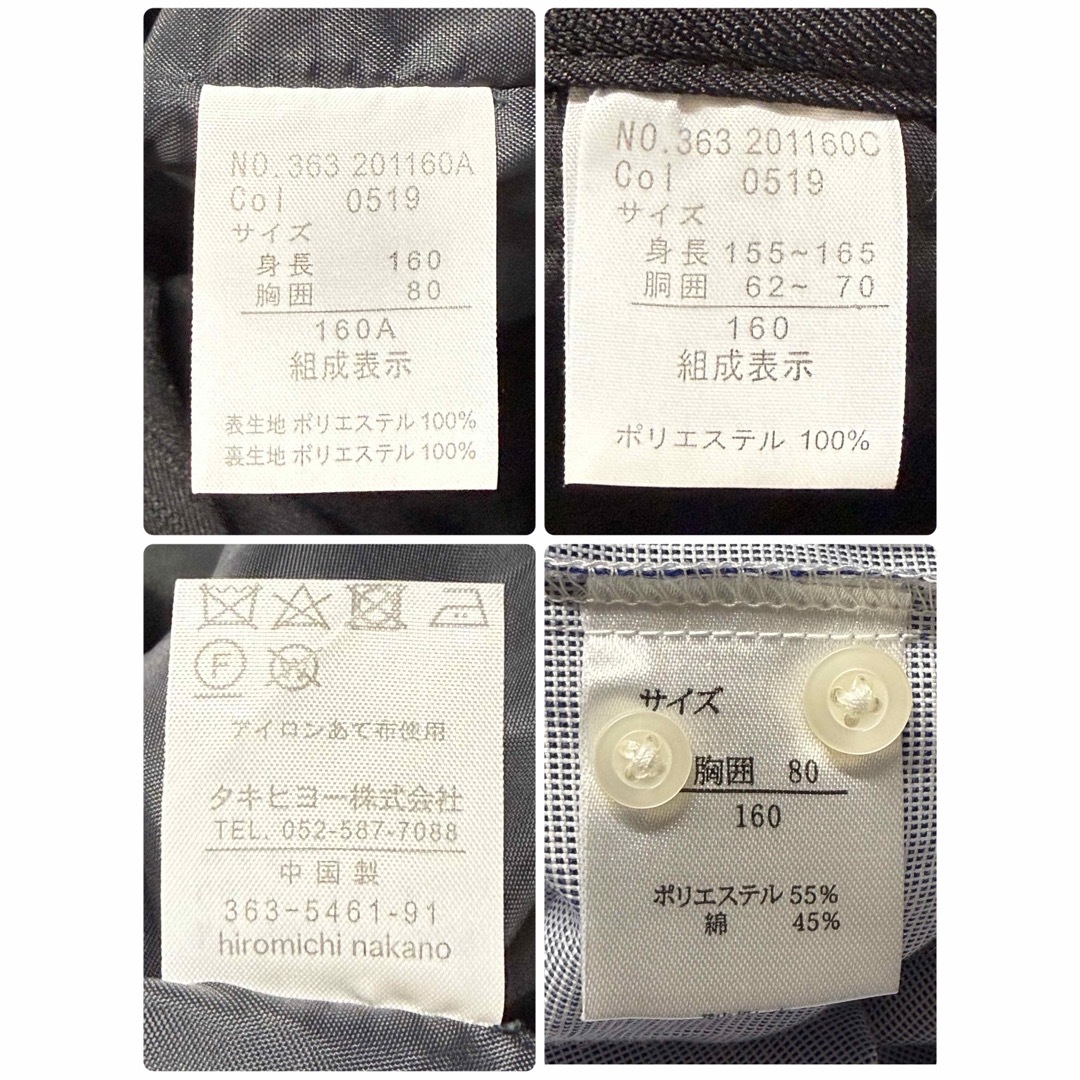 NO. 363 201160A
Col 0519
サイズ
身長 160
胸囲 80
160A
組成表示
表生地 ポリエステル 100%
裏生地 ポリエステル 100%
NO. 363 201160C
Col 0519
サイズ
身長 155~165
胴囲 62~ 70
160
組成表示
ポリエステル 100%
F
アイロンあて布使用
タキヒヨー株式会社
TEL. 052-587-7088
中国製
363-5461-91
hiromichi nakano
サイズ
胸囲 80
160
ポリエステル 55%
綿 45%